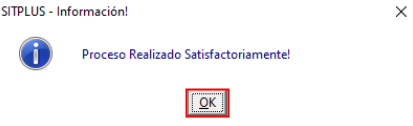 SITPLUS - Información!
Proceso Realizado Satisfactoriamente!
OK